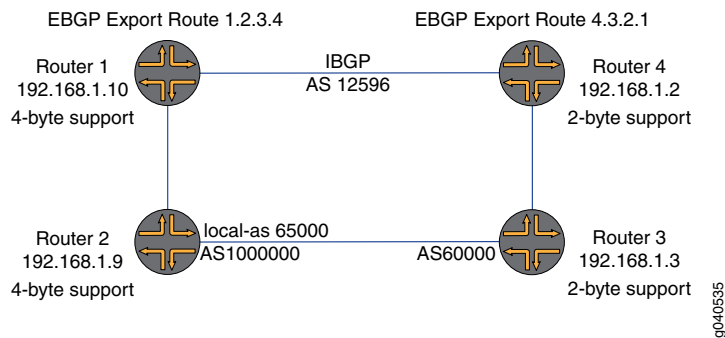 EBGP Export Route 1.2.3.4
EBGP Export Route 4.3.2.1
Router 1
192.168.1.10
4-byte support
IBGP
AS 12596
Router 4
192.168.1.2
2-byte support
Router 2
192.168.1.9
4-byte support
local-as 65000
AS1000000
AS60000
Router 3
192.168.1.3
2-byte support
g040535